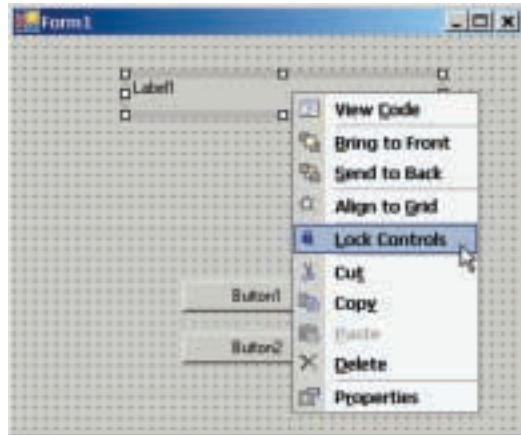 Form1
Label1
View Code
Bring to Front
Send to Back
Align to Grid
Lock Controls
Cut
Copy
Paste
Delete
Properties
Button1
Button2